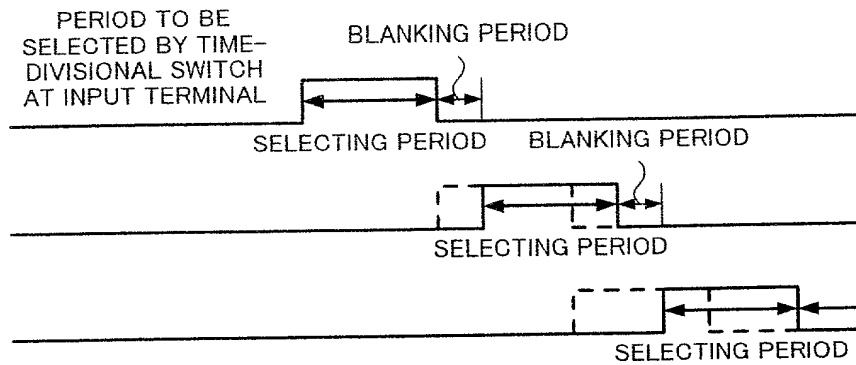 PERIOD TO BE
SELECTED BY TIME-
DIVISIONAL SWITCH
AT INPUT TERMINAL
BLANKING PERIOD
SELECTING PERIOD
BLANKING PERIOD
SELECTING PERIOD
SELECTING PERIOD